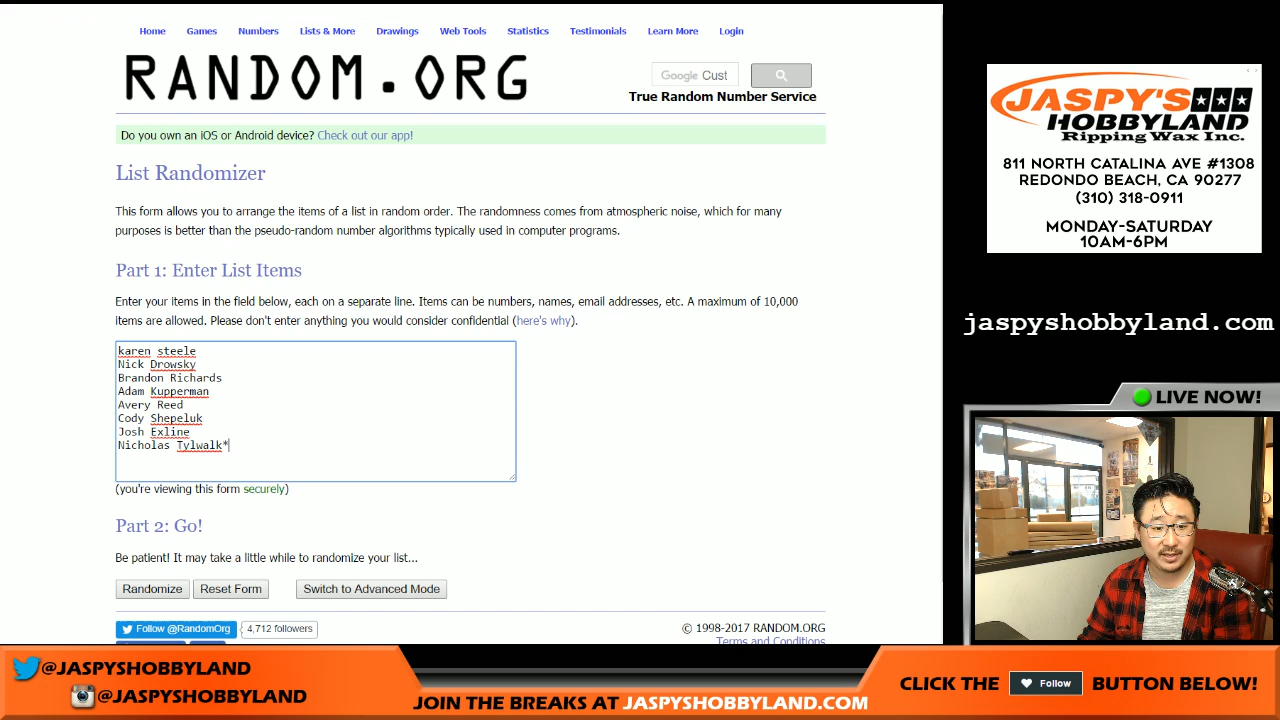 Home Games Numbers Lists & More Drawings Web Tools Statistics Testimonials Learn More Login
RANDOM.ORG
Google Cust
True Random Number Service
Do you own an iOS or Android device? Check out our app!
List Randomizer
This form allows you to arrange the items of a list in random order. The randomness comes from atmospheric noise, which for many
purposes is better than the pseudo-random number algorithms typically used in computer programs.
Part 1: Enter List Items
Enter your items in the field below, each on a separate line. Items can be numbers, names, email addresses, etc. A maximum of 10,000
items are allowed. Please don't enter anything you would consider confidential (here's why).
karen steele
Nick Drowsky
Brandon Richards
Adam Kupperman
Avery Reed
Cody Shepeluk
Josh Exline
Nicholas Tylwalk*
(you're viewing this form securely)
Part 2: Go!
Be patient! It may take a little while to randomize your list...
Randomize Reset Form Switch to Advanced Mode
Follow @RandomOrg 4,712 followers
© 1998-2017 RANDOM.ORG
Terms and Conditions
JASPY'S
HOBBYLAND
Ripping Wax Inc.
811 NORTH CATALINA AVE #1308
REDONDO BEACH, CA 90277
(310) 318-0911
MONDAY-SATURDAY
10AM-6PM
jaspyshobbyland.com
LIVE NOW!
@JASPYSHOBBYLAND
@JASPYSHOBBYLAND
JOIN THE BREAKS AT JASPYSHOBBYLAND.COM
CLICK THE Follow BUTTON BELOW!